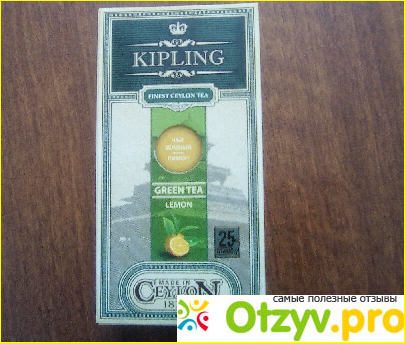 KIPLING
FINEST CEYLON TEA
ЧАЙ
ЗЕЛЕНЫЙ
ЛИМОН
GREEN TEA
LEMON
25
MADE IN
CEYLON
18
самые полезные отзывы
Otzyv.pro